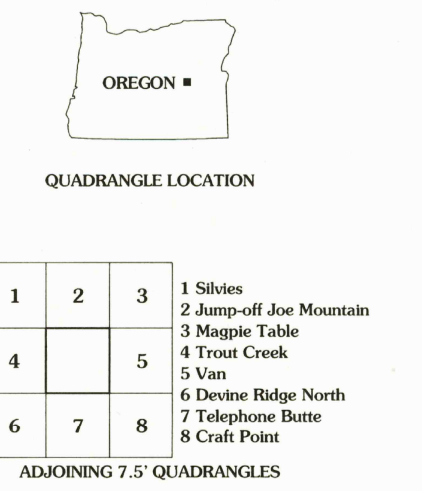 OREGON
QUADRANGLE LOCATION
1 2 3
4 5
6 7 8
1 Silvies
2 Jump-off Joe Mountain
3 Magpie Table
4 Trout Creek
5 Van
6 Devine Ridge North
7 Telephone Butte
8 Craft Point
ADJOINING 7.5' QUADRANGLES